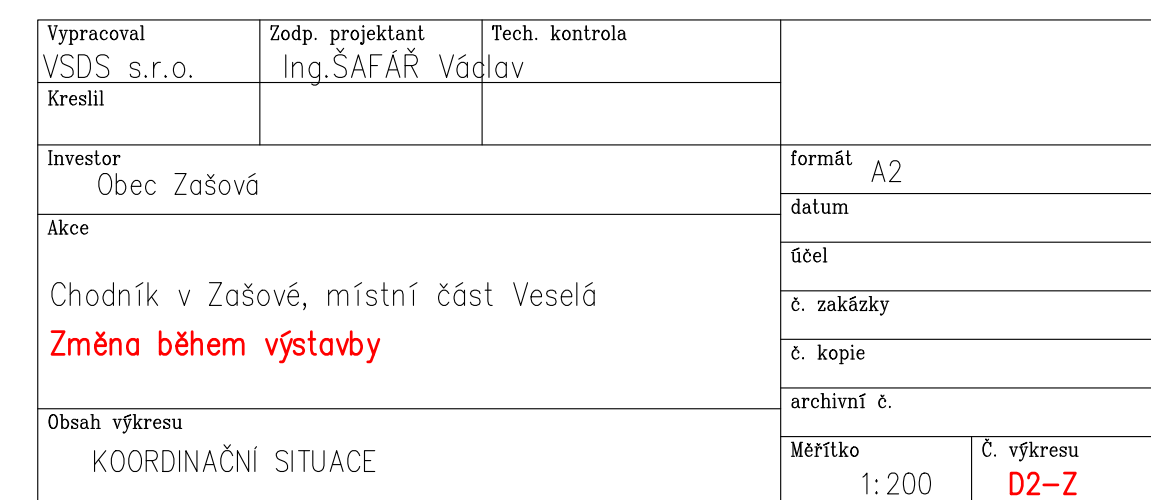 Vypracoval Zodp. projektant Tech. kontrola
VSDS s.r.o. Ing.ŠAFÁŘ Václav
Kreslil
Investor
Obec Zašová
formát A2
datum
Akce
účel
Chodník v Zašové, místní část Veselá
č. zakázky
Změna během výstavby
č. kopie
archivní č.
Obsah výkresu
KOORDINAČNÍ SITUACE
Měřítko Č. výkresu
1:200 D2-Z